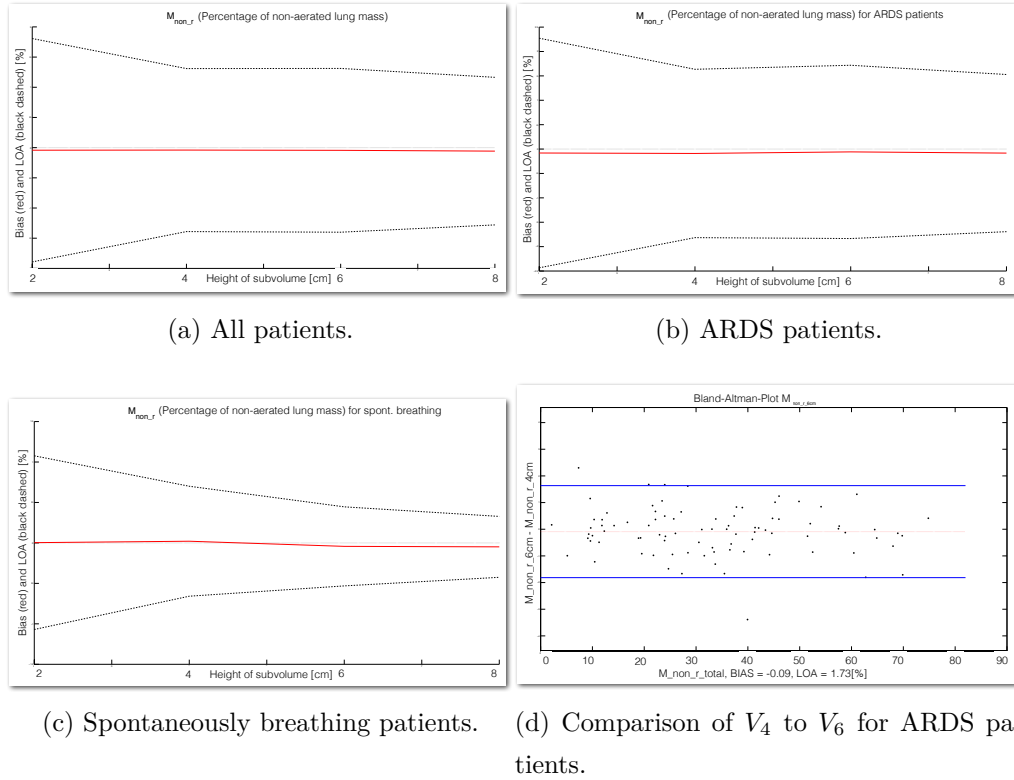 M_non_r (Percentage of non-aerated lung mass)
Bias (red) and LOA (black dashed) [%]
2 4 6 8
Height of subvolume [cm]
(a) All patients.
M_non_r (Percentage of non-aerated lung mass) for ARDS patients
Bias (red) and LOA (black dashed) [%]
2 4 6 8
Height of subvolume [cm]
(b) ARDS patients.
M_non_r (Percentage of non-aerated lung mass) for spont. breathing
Bias (red) and LOA (black dashed) [%]
2 4 6 8
Height of subvolume [cm]
(c) Spontaneously breathing patients.
Bland-Altman-Plot M_non_r_6cm
M_non_r_6cm - M_non_r_4cm
0 10 20 30 40 50 60 70 80 90
M_non_r_total, BIAS = -0.09, LOA = 1.73[%]
(d) Comparison of V4 to V6 for ARDS pa
tients.